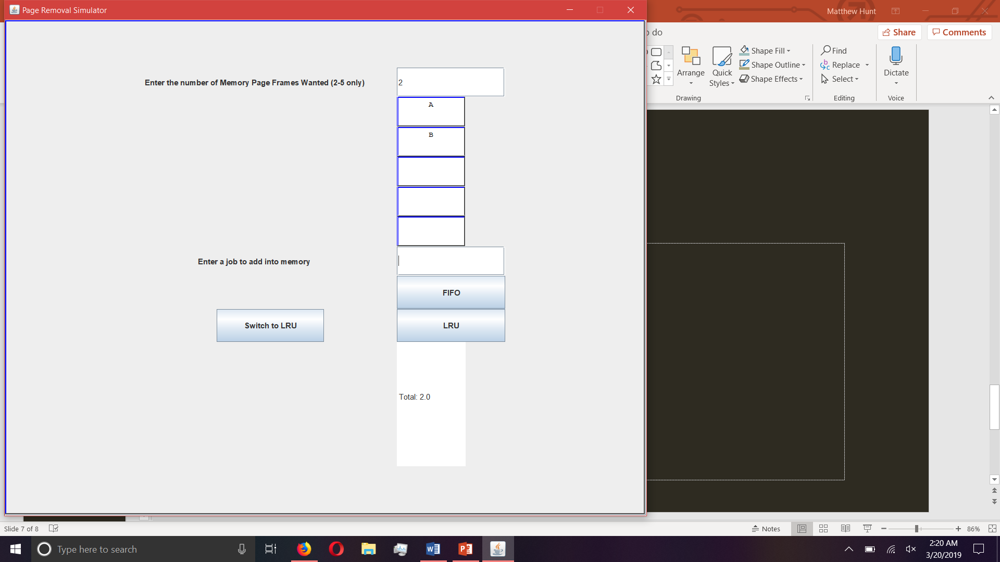 Page Removal Simulator
Matthew Hunt
o do
Share
Comments
Shape Fill
Find
Shape Outline
Replace
Arrange
Quick
Styles
Shape Effects
Select
Dictate
Drawing
Editing
Voice
Enter the number of Memory Page Frames Wanted (2-5 only)
2
A
B
Enter a job to add into memory
FIFO
Switch to LRU
LRU
Total: 2.0
Slide 7 of 8
Notes
86%
Type here to search
2:20 AM
3/20/2019